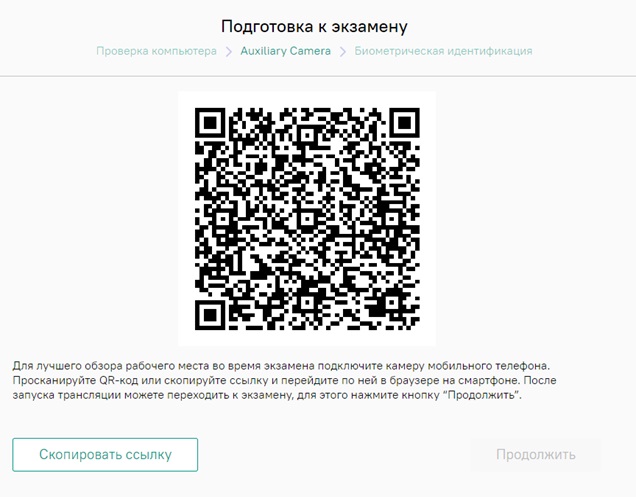 Подготовка к экзамену
Проверка компьютера > Auxiliary Camera > Биометрическая идентификация
Для лучшего обзора рабочего места во время экзамена подключите камеру мобильного телефона.
Просканируйте QR-код или скопируйте ссылку и перейдите по ней в браузере на смартфоне. После
запуска трансляции можете переходить к экзамену, для этого нажмите кнопку “Продолжить”.
Скопировать ссылку
Продолжить